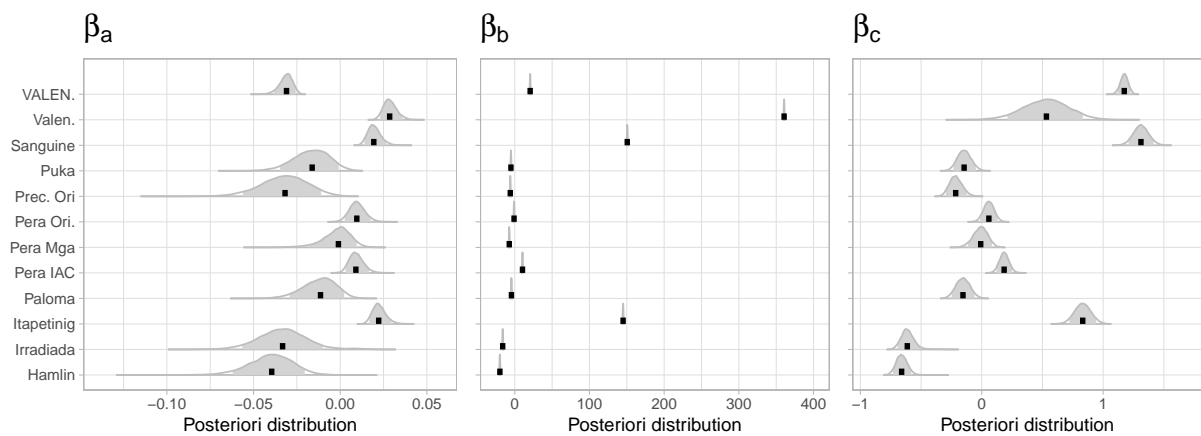 βa
βb
βc
VALEN.
Valen.
Sanguine
Puka
Prec. Ori
Pera Ori.
Pera Mga
Pera IAC
Paloma
Itapetinig
Irradiada
Hamlin
−0.10 −0.05 0.00 0.05
0 100 200 300 400
−1 0 1
Posteriori distribution
Posteriori distribution
Posteriori distribution